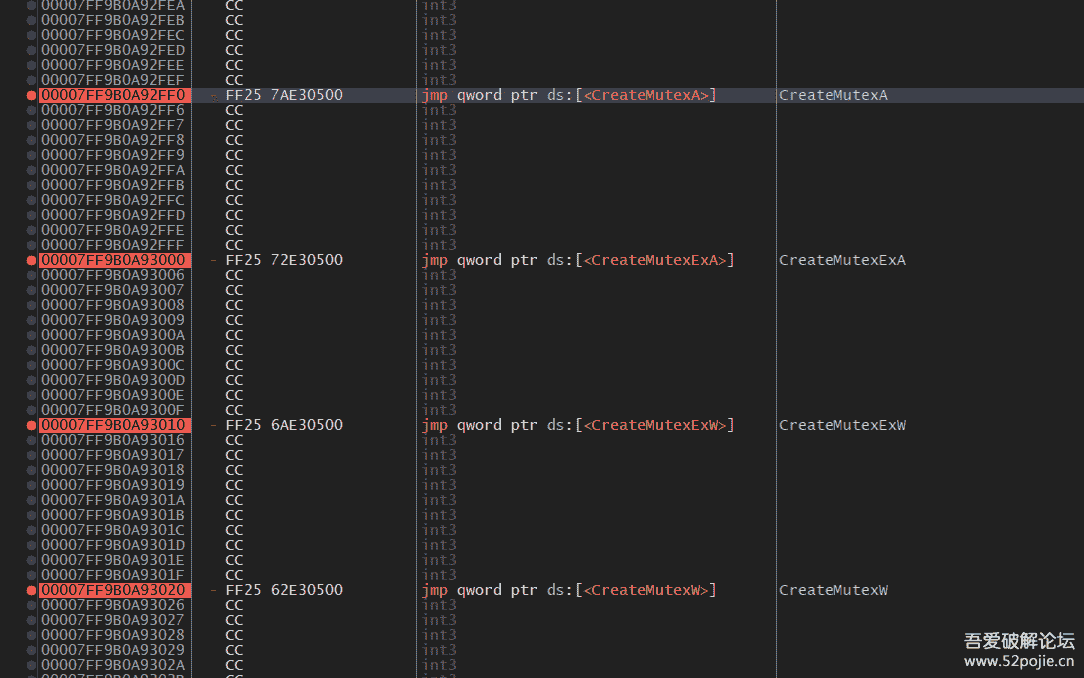 00007FF9B0A92FEA CC int3
00007FF9B0A92FEB CC int3
00007FF9B0A92FEC CC int3
00007FF9B0A92FED CC int3
00007FF9B0A92FEE CC int3
00007FF9B0A92FEF CC int3
00007FF9B0A92FF0 - FF25 7AE30500 jmp qword ptr ds:[<CreateMutexA>] CreateMutexA
00007FF9B0A92FF6 CC int3
00007FF9B0A92FF7 CC int3
00007FF9B0A92FF8 CC int3
00007FF9B0A92FF9 CC int3
00007FF9B0A92FFA CC int3
00007FF9B0A92FFB CC int3
00007FF9B0A92FFC CC int3
00007FF9B0A92FFD CC int3
00007FF9B0A92FFE CC int3
00007FF9B0A92FFF CC int3
00007FF9B0A93000 - FF25 72E30500 jmp qword ptr ds:[<CreateMutexExA>] CreateMutexExA
00007FF9B0A93006 CC int3
00007FF9B0A93007 CC int3
00007FF9B0A93008 CC int3
00007FF9B0A93009 CC int3
00007FF9B0A9300A CC int3
00007FF9B0A9300B CC int3
00007FF9B0A9300C CC int3
00007FF9B0A9300D CC int3
00007FF9B0A9300E CC int3
00007FF9B0A9300F CC int3
00007FF9B0A93010 - FF25 6AE30500 jmp qword ptr ds:[<CreateMutexExW>] CreateMutexExW
00007FF9B0A93016 CC int3
00007FF9B0A93017 CC int3
00007FF9B0A93018 CC int3
00007FF9B0A93019 CC int3
00007FF9B0A9301A CC int3
00007FF9B0A9301B CC int3
00007FF9B0A9301C CC int3
00007FF9B0A9301D CC int3
00007FF9B0A9301E CC int3
00007FF9B0A9301F CC int3
00007FF9B0A93020 - FF25 62E30500 jmp qword ptr ds:[<CreateMutexW>] CreateMutexW
00007FF9B0A93026 CC int3
00007FF9B0A93027 CC int3
00007FF9B0A93028 CC int3
00007FF9B0A93029 CC int3
00007FF9B0A9302A CC int3
吾爱破解论坛
www.52pojie.cn